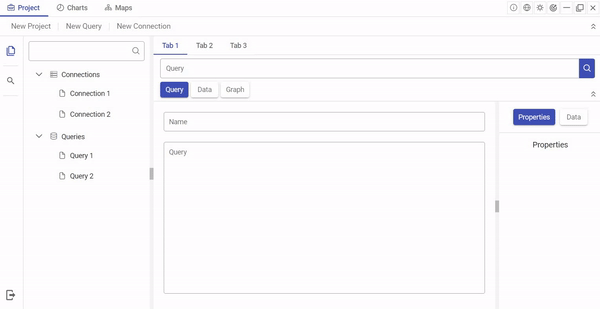 Project Charts Maps
New Project New Query New Connection
Tab 1 Tab 2 Tab 3
Query
Connections
Connection 1
Connection 2
Queries
Query 1
Query 2
Query Data Graph
Name
Query
Properties Data
Properties